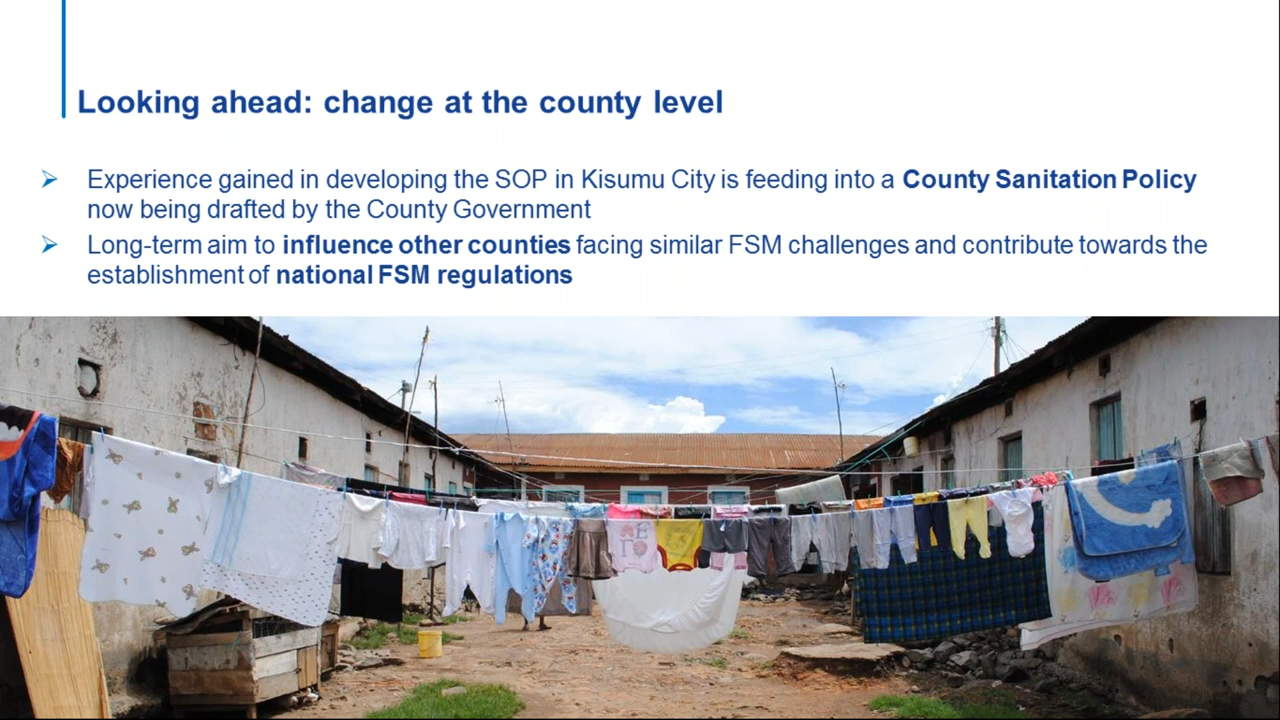 Looking ahead: change at the county level
Experience gained in developing the SOP in Kisumu City is feeding into a County Sanitation Policy
now being drafted by the County Government
Long-term aim to influence other counties facing similar FSM challenges and contribute towards the
establishment of national FSM regulations